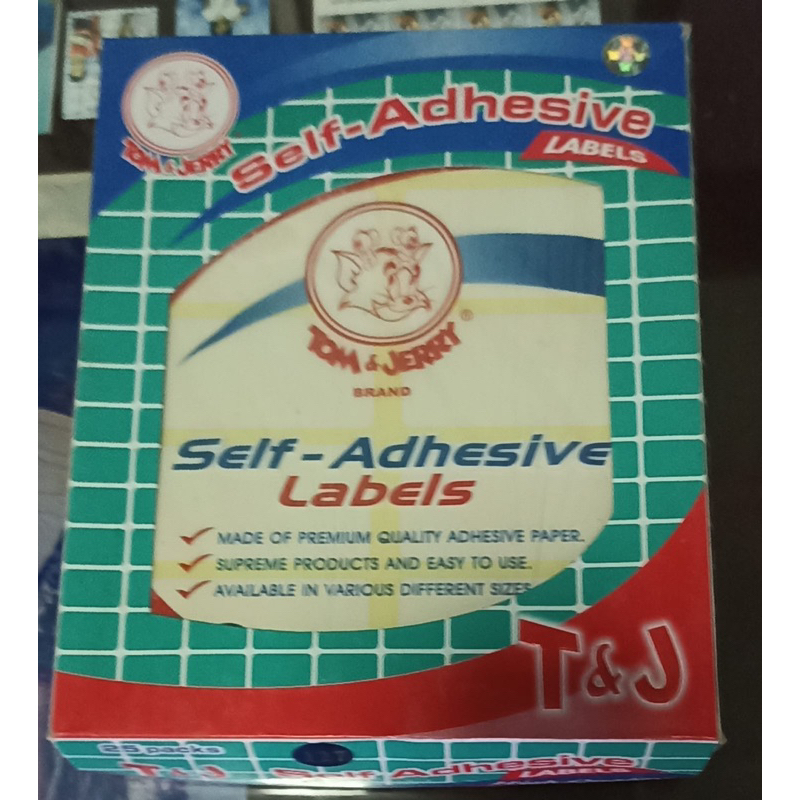 TOM & JERRY
Self-Adhesive
LABELS
TOM & JERRY ®
BRAND
Self-Adhesive
Labels
MADE OF PREMIUM QUALITY ADHESIVE PAPER.
SUPREME PRODUCTS AND EASY TO USE.
AVAILABLE IN VARIOUS DIFFERENT SIZES
T&J
25 packs
T & J Self-Adhesive
LABELS